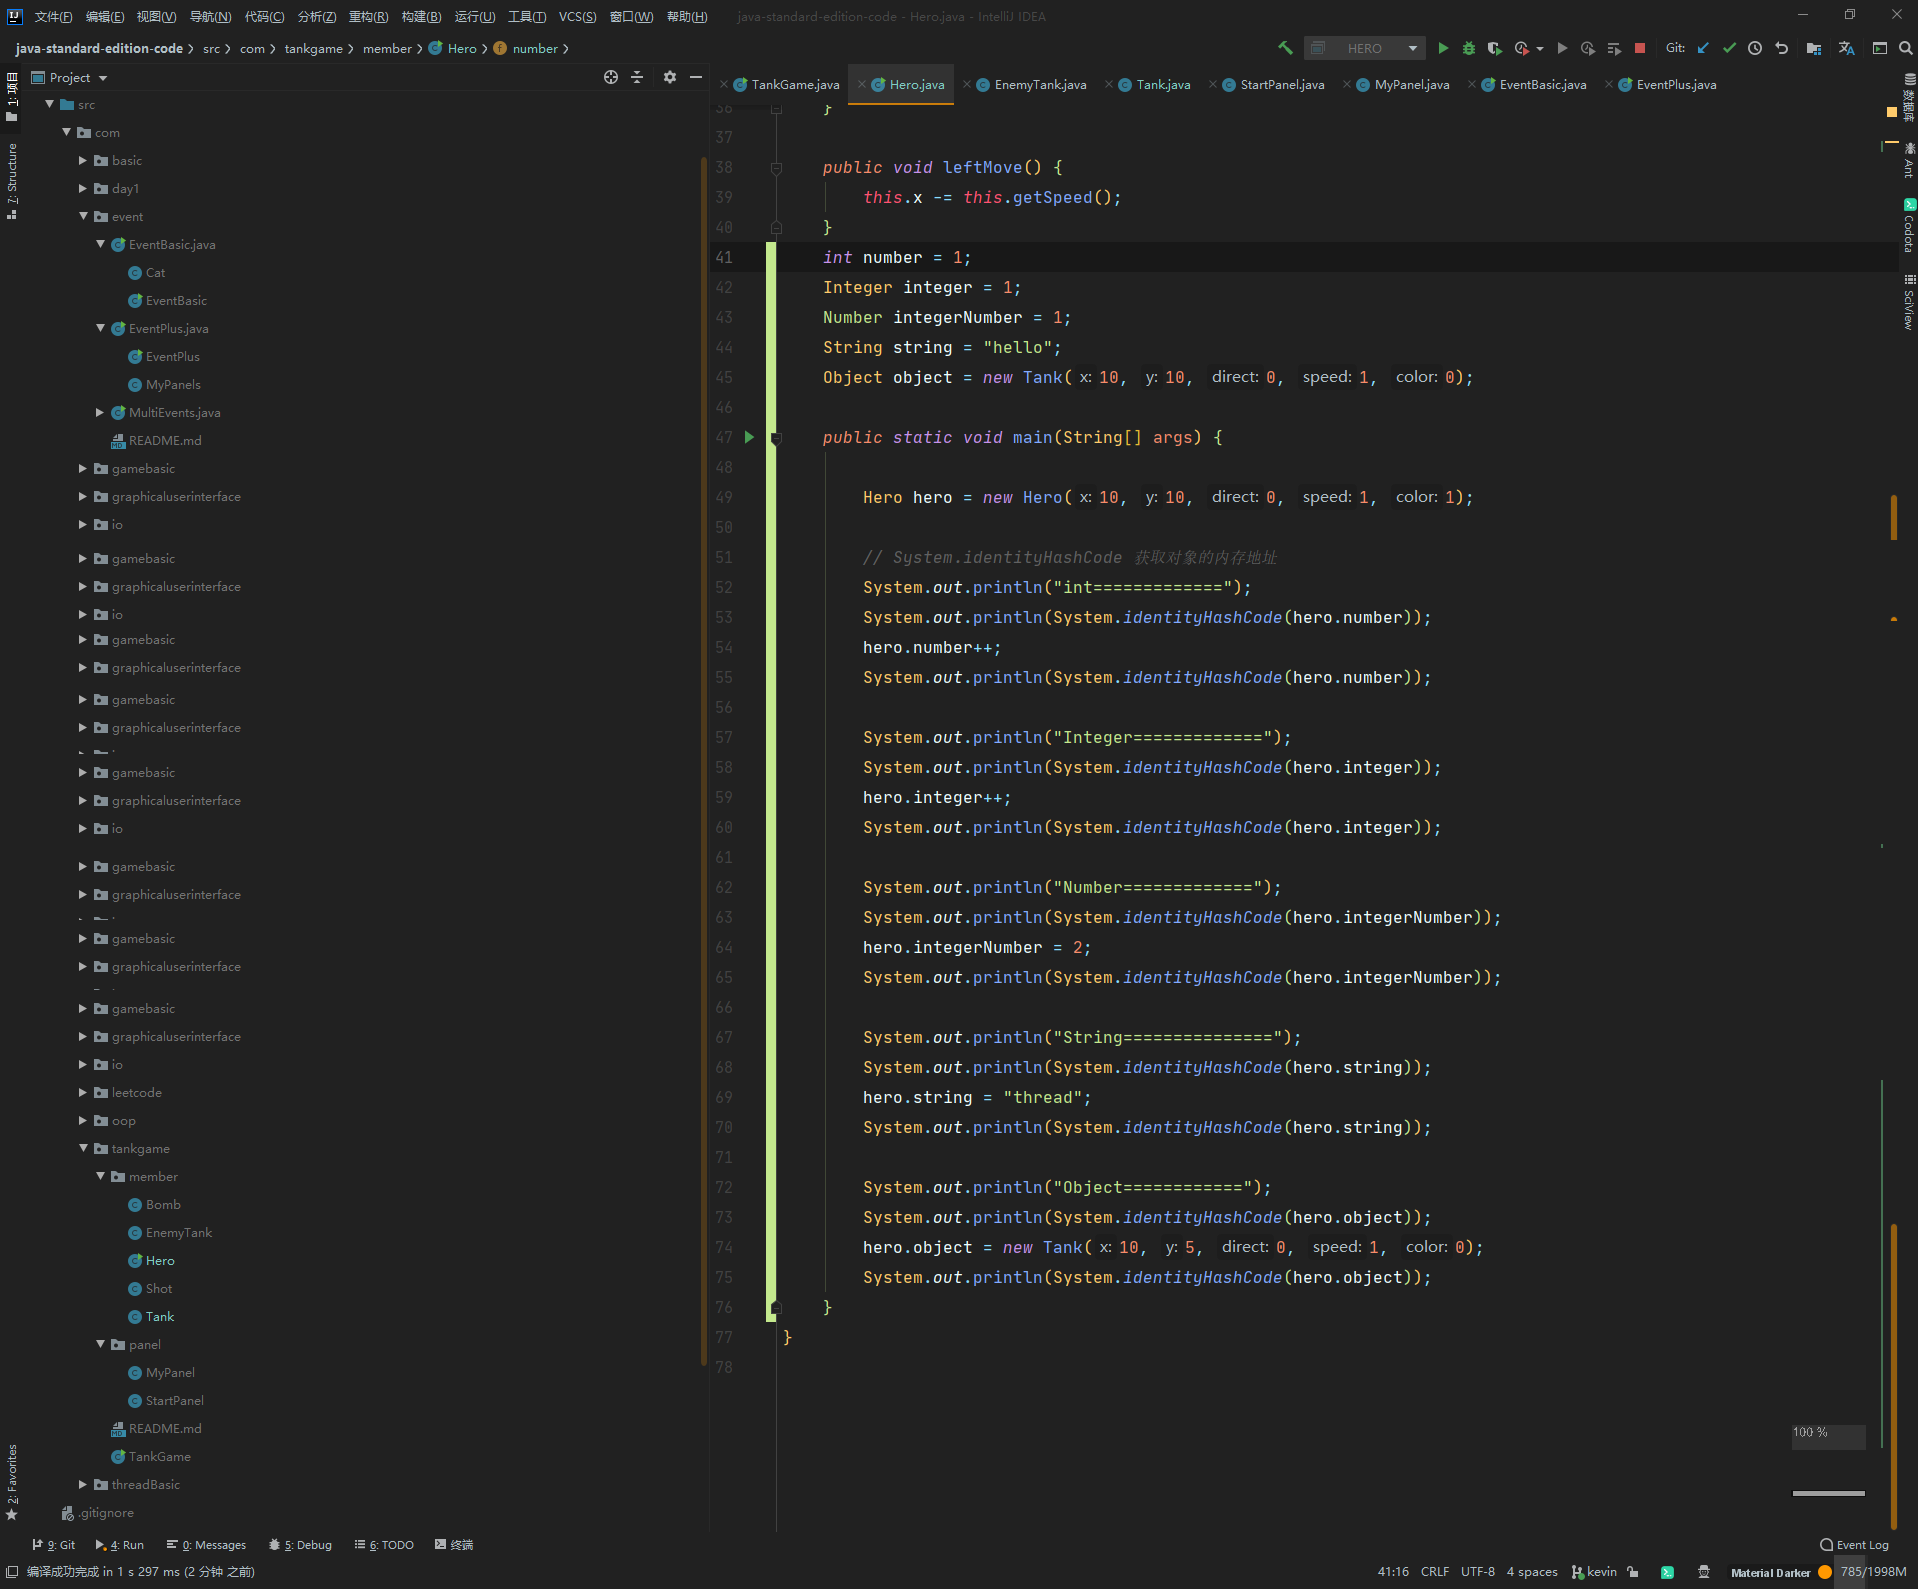 文件(F) 编辑(E) 视图(V) 导航(N) 代码(C) 分析(Z) 重构(R) 构建(B) 运行(U) 工具(T) VCS(S) 窗口(W) 帮助(H) java-standard-edition-code - Hero.java - IntelliJ IDEA
java-standard-edition-code src com tankgame member Hero number HERO Git:
1: 项目
7: Structure
2: Favorites
Project
src
com
basic
day1
event
EventBasic.java
Cat
EventBasic
EventPlus.java
EventPlus
MyPanels
MultiEvents.java
README.md
gamebasic
graphicaluserinterface
io
gamebasic
graphicaluserinterface
io
gamebasic
graphicaluserinterface
gamebasic
graphicaluserinterface
gamebasic
graphicaluserinterface
io
gamebasic
graphicaluserinterface
gamebasic
graphicaluserinterface
gamebasic
graphicaluserinterface
io
leetcode
oop
tankgame
member
Bomb
EnemyTank
Hero
Shot
Tank
panel
MyPanel
StartPanel
README.md
TankGame
threadBasic
.gitignore
TankGame.java Hero.java EnemyTank.java Tank.java StartPanel.java MyPanel.java EventBasic.java EventPlus.java
36 }
37
38 public void leftMove() {
39 this.x -= this.getSpeed();
40 }
41 int number = 1;
42 Integer integer = 1;
43 Number integerNumber = 1;
44 String string = "hello";
45 Object object = new Tank( x: 10, y: 10, direct: 0, speed: 1, color: 0);
46
47 public static void main(String[] args) {
48
49 Hero hero = new Hero( x: 10, y: 10, direct: 0, speed: 1, color: 1);
50
51 // System.identityHashCode 获取对象的内存地址
52 System.out.println("int=============");
53 System.out.println(System.identityHashCode(hero.number));
54 hero.number++;
55 System.out.println(System.identityHashCode(hero.number));
56
57 System.out.println("Integer=============");
58 System.out.println(System.identityHashCode(hero.integer));
59 hero.integer++;
60 System.out.println(System.identityHashCode(hero.integer));
61
62 System.out.println("Number=============");
63 System.out.println(System.identityHashCode(hero.integerNumber));
64 hero.integerNumber = 2;
65 System.out.println(System.identityHashCode(hero.integerNumber));
66
67 System.out.println("String===============");
68 System.out.println(System.identityHashCode(hero.string));
69 hero.string = "thread";
70 System.out.println(System.identityHashCode(hero.string));
71
72 System.out.println("Object============");
73 System.out.println(System.identityHashCode(hero.object));
74 hero.object = new Tank( x: 10, y: 5, direct: 0, speed: 1, color: 0);
75 System.out.println(System.identityHashCode(hero.object));
76 }
77 }
78
数据库
Ant
Codota
SciView
100 %
9: Git 4: Run 0: Messages 5: Debug 6: TODO 终端 Event Log
编译成功完成 in 1 s 297 ms (2 分钟 之前) 41:16 CRLF UTF-8 4 spaces kevin Material Darker 785/1998M